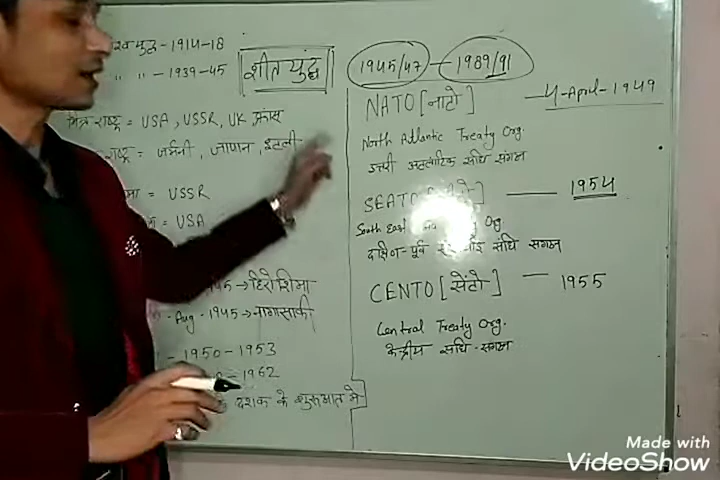 युद्ध - 1914-18
" " - 1939-45
शीत युद्ध
1945/47 - 1989/91
मित्र राष्ट्र = USA, USSR, UK फ्रांस
राष्ट्र = जर्मनी, जापान, इटली
= USSR
= USA
1945 → हिरोशिमा
Aug - 1945 → नागासाकी
- 1950 - 1953
- 1962
दशक के शुरूआत में
NATO [नाटो] - 4-April-1949
North Atlantic Treaty Org.
उत्तरी अटलांटिक संधि संगठन
SEATO - 1954
South East Org.
दक्षिण-पूर्व संधि संगठन
CENTO [सेंटो] - 1955
Central Treaty Org.
केन्द्रीय संधि-संगठन
Made with
VideoShow